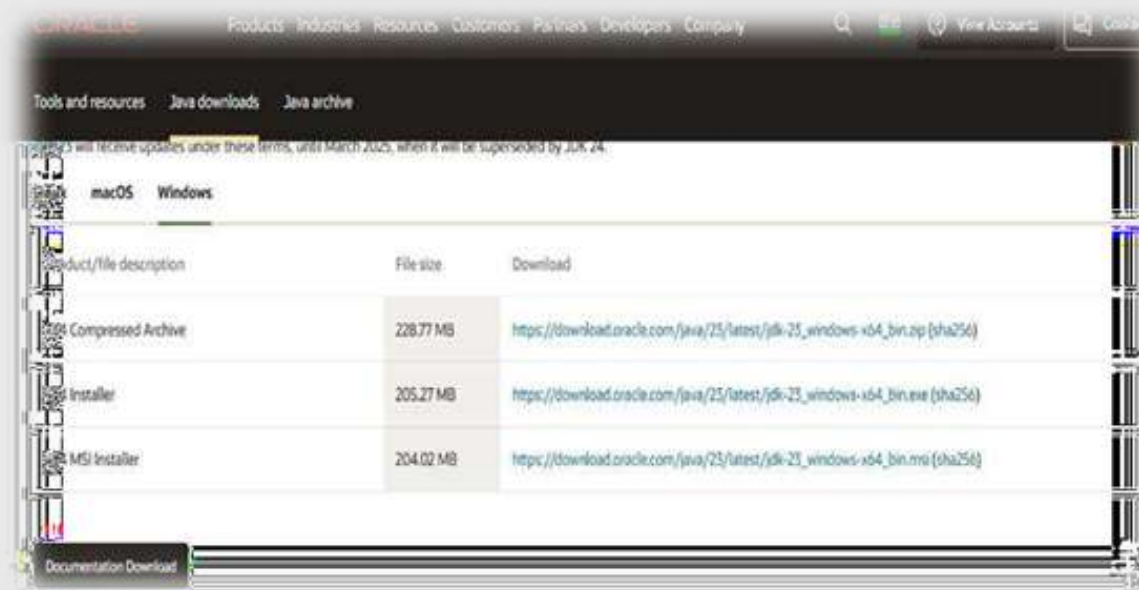 ORACLE Products Industries Resources Customers Partners Developers Company View Accounts
Tools and resources Java downloads Java archive
will receive updates under these terms, until March 2025, when it will be superseded by JDK 24.
macOS Windows
Product/file description File size Download
Compressed Archive 228.77 MB https://download.oracle.com/java/23/latest/jdk-23_windows-x64_bin.zip (sha256)
Installer 205.27 MB https://download.oracle.com/java/23/latest/jdk-23_windows-x64_bin.exe (sha256)
MSI Installer 204.02 MB https://download.oracle.com/java/23/latest/jdk-23_windows-x64_bin.msi (sha256)
Documentation Download